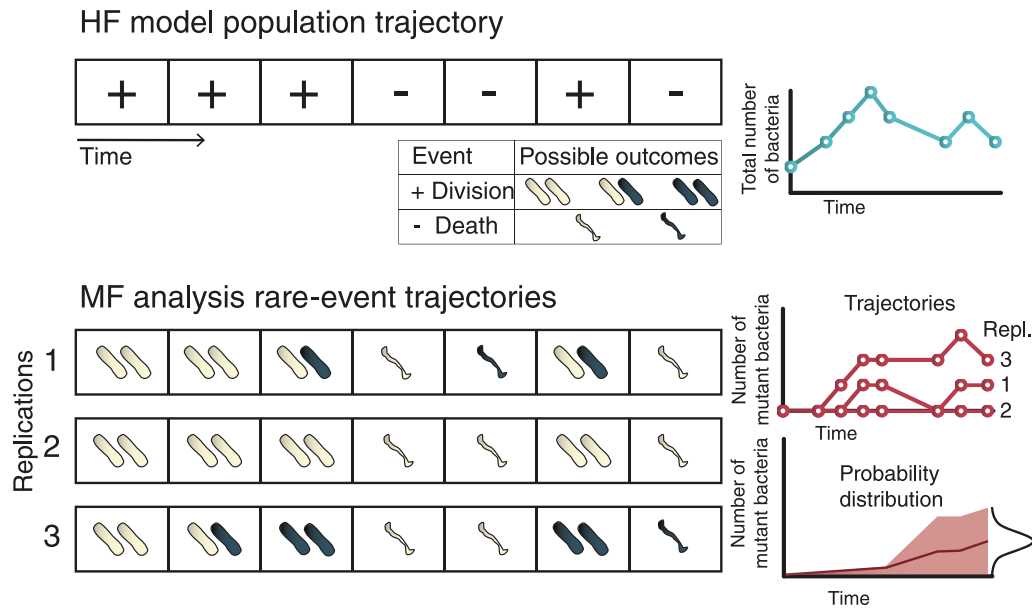 HF model population trajectory
+ + + - - + -
Time
Event Possible outcomes
+ Division
- Death
Total number
of bacteria
Time
MF analysis rare-event trajectories
Replications
1
2
3
Number of
mutant bacteria
Trajectories
Repl.
3
1
2
Time
Number of
mutant bacteria
Probability
distribution
Time